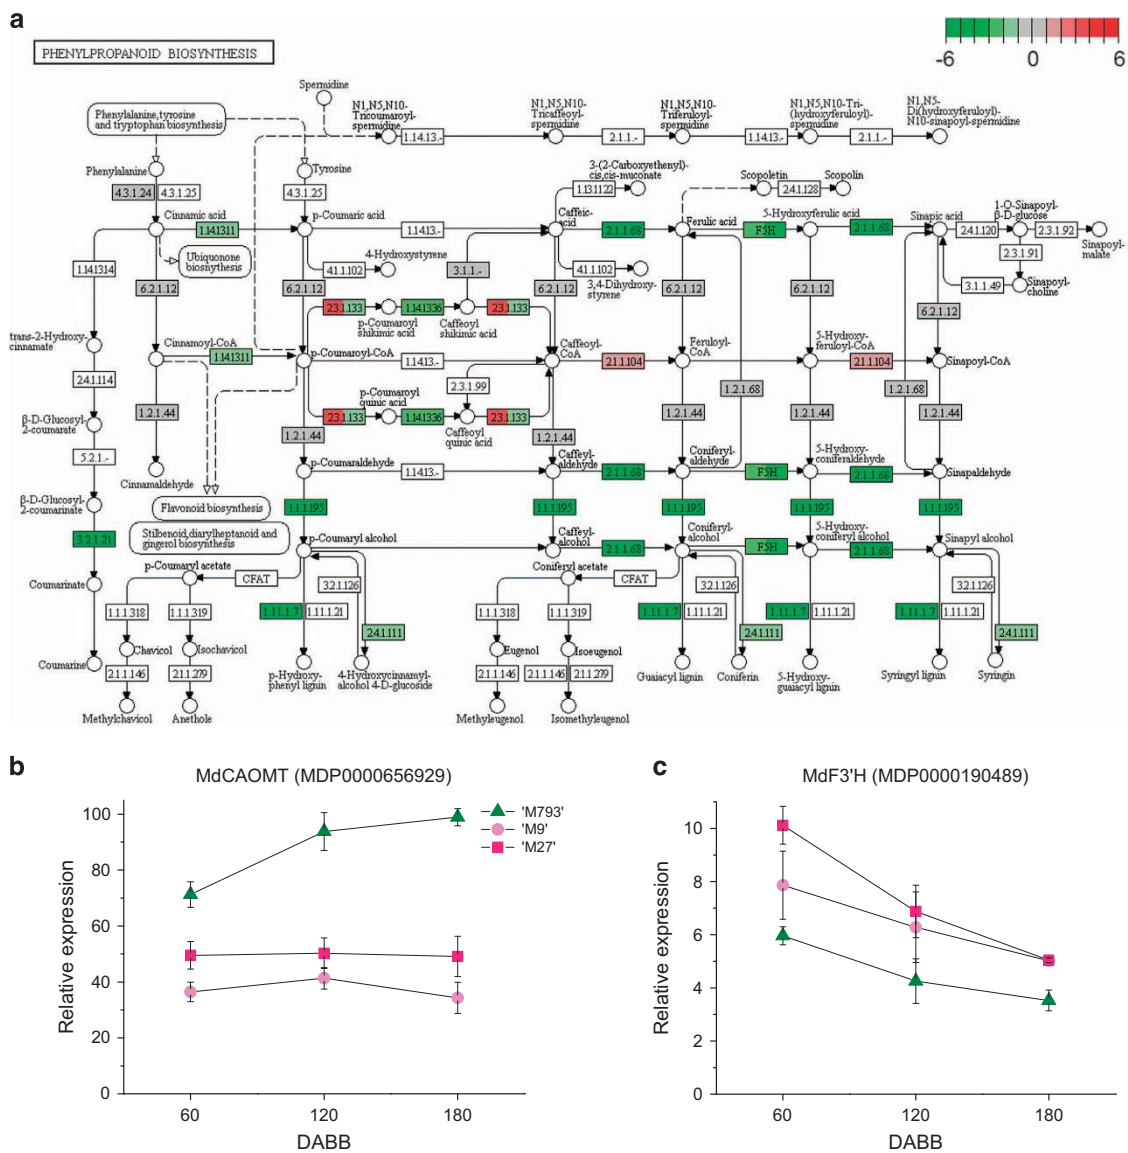 a
PHENYLPROPANOID BIOSYNTHESIS
-6
0
6
Spermidine
Phenylalanine,tyrosine
and tryptophan biosynthesis
N1,N5,N10-
Tricoumaroyl-
spermidine
1.14.13.-
N1,N5,N10-
Tricaffeoyl-
spermidine
2.1.1.-
N1,N5,N10-
Triferuloyl-
spermidine
1.14.13.-
N1,N5,N10-Tri-
(hydroxyferuloyl)-
spermidine
2.1.1.-
N1,N5-
Di(hydroxyferuloyl)-
N10-sinapoyl-spermidine
Phenylalanine
Tyrosine
4.3.1.24
4.3.1.25
4.3.1.25
3-(2-Carboxyethenyl)-
cis,cis-muconate
1.13.11.22
Scopoletin
2.4.1.128
Scopolin
Cinnamic acid
1.14.13.11
p-Coumaric acid
1.14.13.-
Caffeic
acid
2.1.1.68
Ferulic acid
F5H
5-Hydroxyferulic acid
2.1.1.68
Sinapic acid
2.4.1.120
1-O-Sinapoyl-
β-D-glucose
2.3.1.92
Sinapoyl-
malate
2.3.1.91
Ubiquonone
biosnythesis
4-Hydroxystyrene
4.1.1.102
3.1.1.-
4.1.1.102
3,4-Dihydroxy-
styrene
3.1.1.49
Sinapoyl-
choline
1.14.13.14
6.2.1.12
6.2.1.12
6.2.1.12
6.2.1.12
6.2.1.12
6.2.1.12
2.3.1.133
p-Coumaroyl
shikimic acid
1.14.13.36
Caffeoyl
shikimic acid
2.3.1.133
trans-2-Hydroxy-
cinnamate
Cinnamoyl-CoA
1.14.13.11
p-Coumaroyl-CoA
1.14.13.-
Caffeoyl-
CoA
2.1.1.104
Feruloyl-
CoA
5-Hydroxy-
feruloyl-CoA
2.1.1.104
Sinapoyl-CoA
2.4.1.114
2.3.1.99
1.2.1.68
1.2.1.68
p-Coumaroyl
quinic acid
2.3.1.133
1.14.13.36
Caffeoyl
quinic acid
2.3.1.133
1.2.1.44
1.2.1.44
1.2.1.44
1.2.1.44
1.2.1.44
1.2.1.44
β-D-Glucosyl-
2-coumarate
5.2.1.-
Cinnamaldehyde
p-Coumaraldehyde
1.14.13.-
Caffeyl-
aldehyde
2.1.1.68
Coniferyl-
aldehyde
F5H
5-Hydroxy-
coniferaldehyde
2.1.1.68
Sinapaldehyde
β-D-Glucosyl-
2-coumarinate
Flavonoid biosynthesis
Stilbenoid,diarylheptanoid and
gingerol biosynthesis
1.1.1.195
1.1.1.195
1.1.1.195
1.1.1.195
1.1.1.195
3.2.1.21
p-Coumaryl alcohol
Caffeyl-
alcohol
2.1.1.68
Coniferyl-
alcohol
F5H
5-Hydroxy-
coniferyl alcohol
2.1.1.68
Sinapyl alcohol
Coumarinate
p-Coumaryl acetate
CFAT
3.2.1.126
Coniferyl acetate
CFAT
3.2.1.126
3.2.1.126
1.1.1.318
1.1.1.319
1.11.1.7
1.11.1.21
2.4.1.111
1.1.1.318
1.1.1.319
1.11.1.7
1.11.1.21
2.4.1.111
1.11.1.7
1.11.1.21
1.11.1.7
1.11.1.21
2.4.1.111
Coumarine
Chavicol
Isochavicol
2.1.1.146
2.1.1.279
Eugenol
Isoeugenol
2.1.1.146
2.1.1.146
2.1.1.279
p-Hydroxy-
phenyl lignin
4-Hydroxycinnamyl-
alcohol 4-D-glucoside
Guaiacyl lignin
Coniferin
5-Hydroxy-
guaiacyl lignin
Syringyl lignin
Syringin
Methylchavicol
Anethole
Methyleugenol
Isomethyleugenol
b
MdCAOMT (MDP0000656929)
'M793'
'M9'
'M27'
Relative expression
100
80
60
40
20
0
60
120
180
DABB
c
MdF3'H (MDP0000190489)
Relative expression
10
8
6
4
2
0
60
120
180
DABB